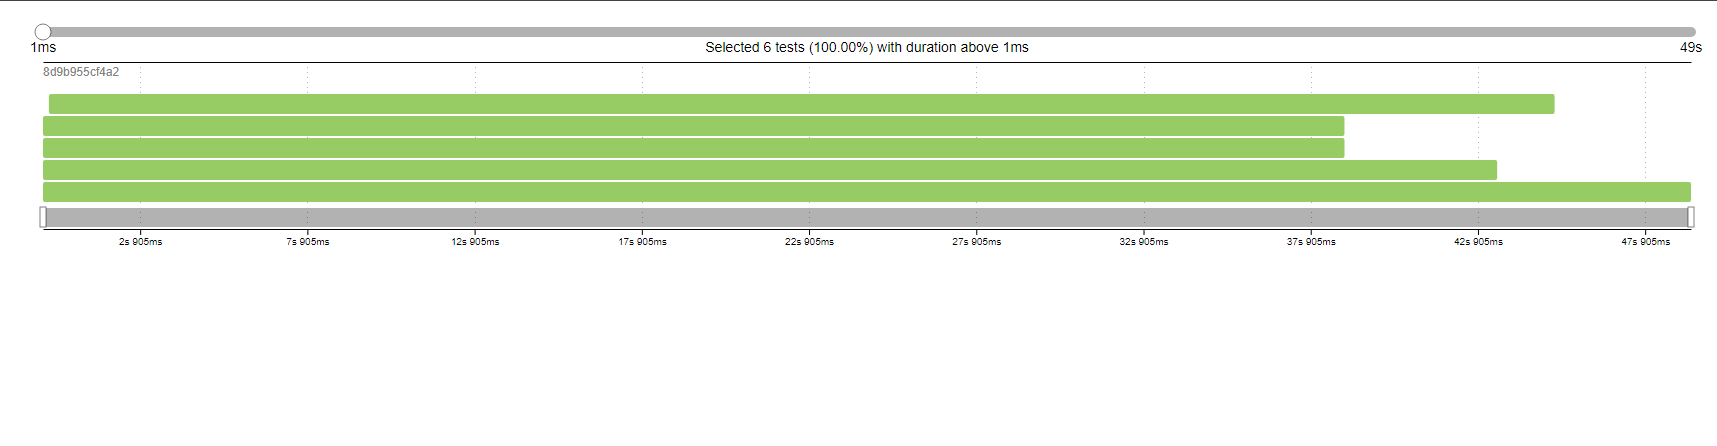 1ms Selected 6 tests (100.00%) with duration above 1ms 49s
8d9b955cf4a2
2s 905ms 7s 905ms 12s 905ms 17s 905ms 22s 905ms 27s 905ms 32s 905ms 37s 905ms 42s 905ms 47s 905ms